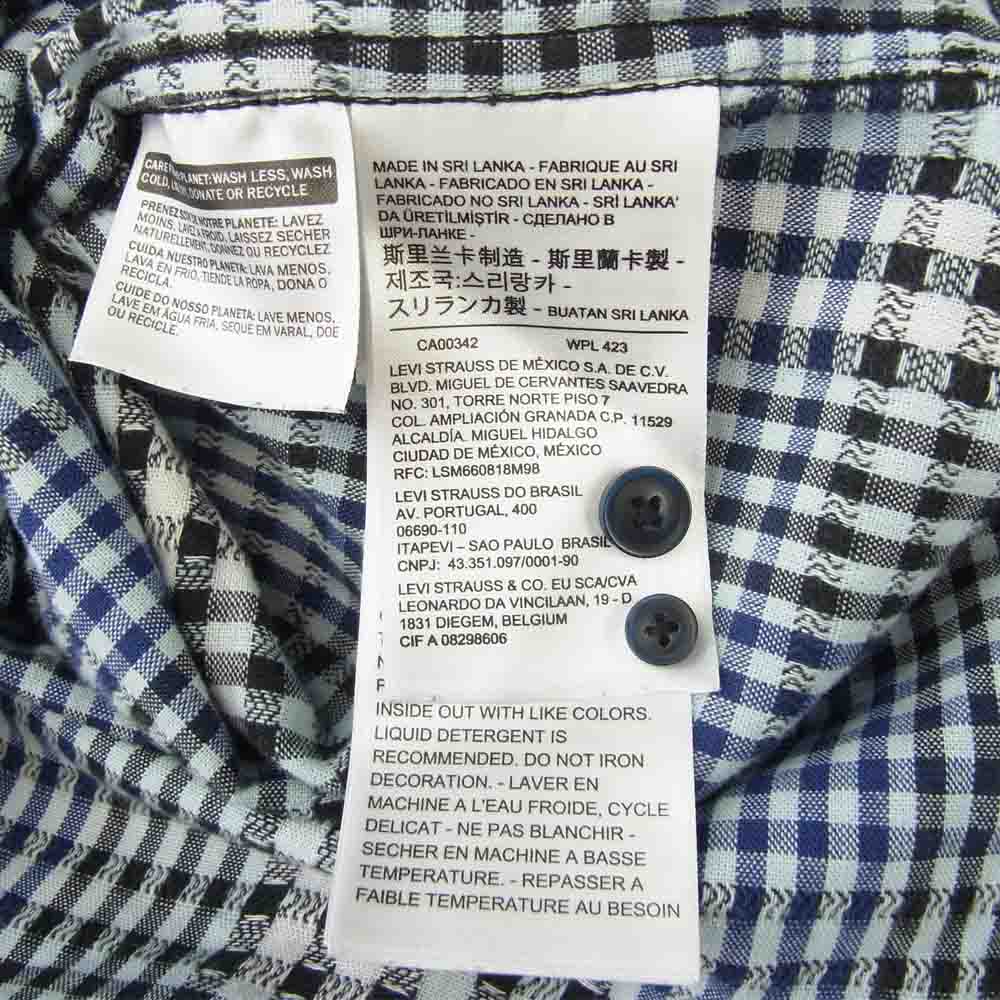 CARE PLANET: WASH LESS, WASH
COLD, DONATE OR RECYCLE
PRENEZ SOIN DE NOTRE PLANETE: LAVEZ
MOINS, LAVEZ A FROID, LAISSEZ SECHER
NATURELLEMENT, DONNEZ OU RECYCLEZ
CUIDA NUESTRO PLANETA: LAVA MENOS,
LAVA EN FRIO, TIENDE LA ROPA, DONA O
CUIDE DO NOSSO PLANETA: LAVE MENOS,
LAVE EM ÁGUA FRIA, SEQUE EM VARAL, DOE
OU RECICLE.
MADE IN SRI LANKA - FABRIQUE AU SRI
LANKA - FABRICADO EN SRI LANKA -
FABRICADO NO SRI LANKA - SRİ LANKA'
DA ÜRETİLMİŞTİR - СДЕЛАНО В
ШРИ-ЛАНКЕ -
斯里兰卡制造 - 斯里蘭卡製 -
제조국:스리랑카 -
スリランカ製 - BUATAN SRI LANKA
CA00342 WPL 423
LEVI STRAUSS DE MÉXICO S.A. DE C.V.
BLVD. MIGUEL DE CERVANTES SAAVEDRA
NO. 301, TORRE NORTE PISO 7
COL. AMPLIACIÓN GRANADA C.P. 11529
ALCALDÍA. MIGUEL HIDALGO
CIUDAD DE MÉXICO, MÉXICO
RFC: LSM660818M98
LEVI STRAUSS DO BRASIL
AV. PORTUGAL, 400
06690-110
ITAPEVI – SAO PAULO BRASIL
CNPJ: 43.351.097/0001-90
LEVI STRAUSS & CO. EU SCA/CVA
LEONARDO DA VINCILAAN, 19 - D
1831 DIEGEM, BELGIUM
CIF A 08298606
INSIDE OUT WITH LIKE COLORS.
LIQUID DETERGENT IS
RECOMMENDED. DO NOT IRON
DECORATION. - LAVER EN
MACHINE A L'EAU FROIDE, CYCLE
DELICAT - NE PAS BLANCHIR -
SECHER EN MACHINE A BASSE
TEMPERATURE. - REPASSER A
FAIBLE TEMPERATURE AU BESOIN